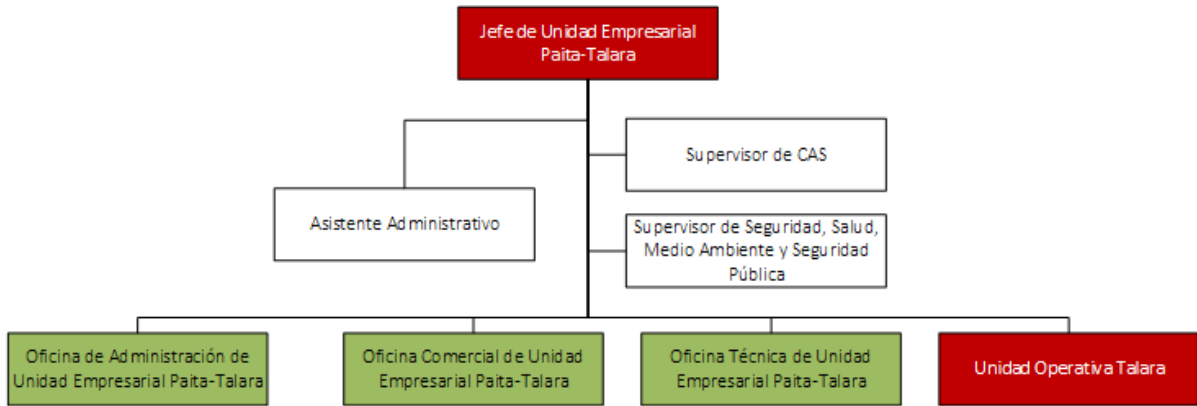 Jefe de Unidad Empresarial
Paita-Talara
Supervisor de CAS
Asistente Administrativo
Supervisor de Seguridad, Salud,
Medio Ambiente y Seguridad
Pública
Oficina de Administración de
Unidad Empresarial Paita-Talara
Oficina Comercial de Unidad
Empresarial Paita-Talara
Oficina Técnica de Unidad
Empresarial Paita-Talara
Unidad Operativa Talara